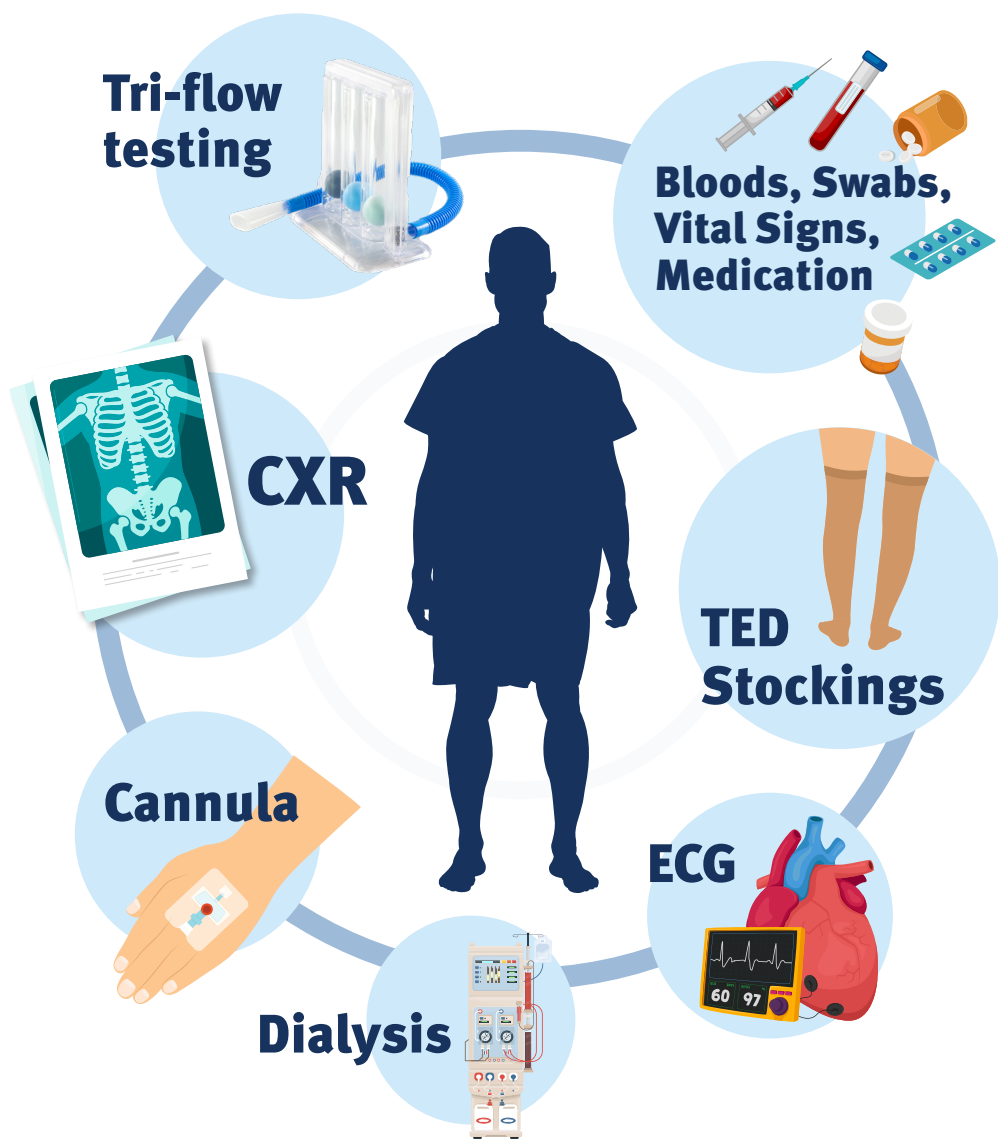 Tri-flow
testing
Bloods, Swabs,
Vital Signs,
Medication
CXR
TED
Stockings
Cannula
ECG
60 97
Dialysis